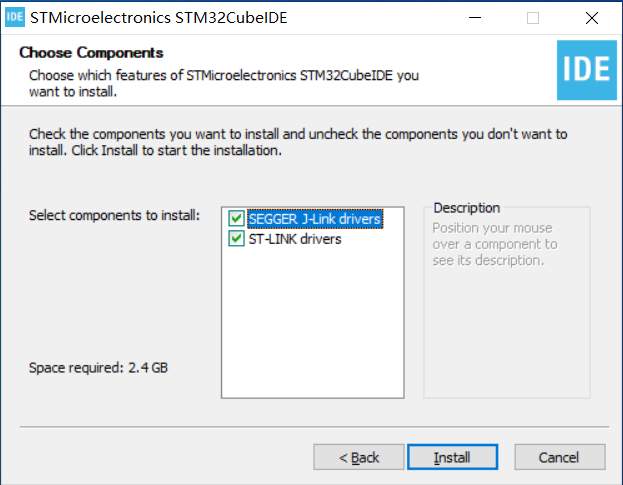 IDE STMicroelectronics STM32CubeIDE
Choose Components
Choose which features of STMicroelectronics STM32CubeIDE you
want to install.
IDE
Check the components you want to install and uncheck the components you don't want to
install. Click Install to start the installation.
Select components to install:
SEGGER J-Link drivers
ST-LINK drivers
Description
Position your mouse
over a component to
see its description.
Space required: 2.4 GB
< Back
Install
Cancel